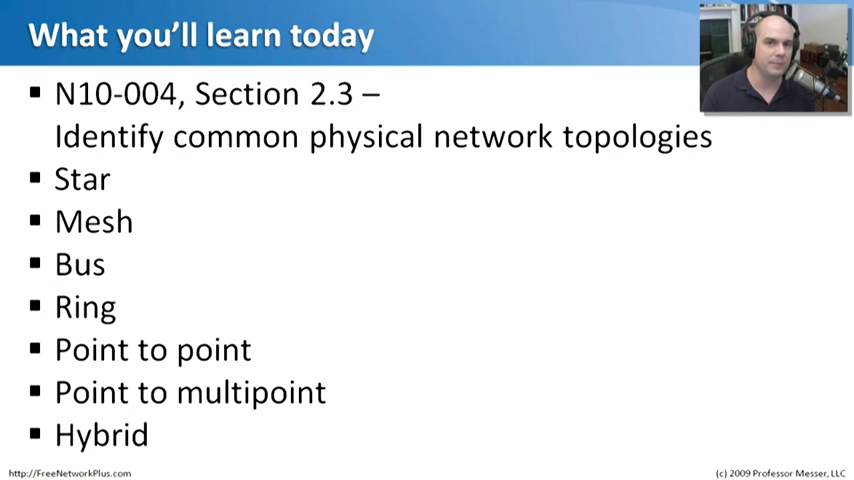 What you'll learn today
▪ N10-004, Section 2.3 –
Identify common physical network topologies
▪ Star
▪ Mesh
▪ Bus
▪ Ring
▪ Point to point
▪ Point to multipoint
▪ Hybrid
http://FreeNetworkPlus.com
(c) 2009 Professor Messer, LLC